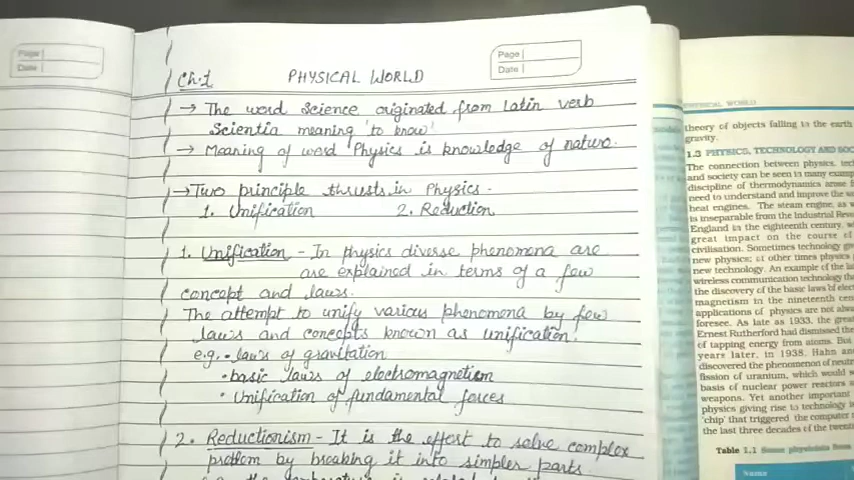 Page
Date
Ch.1 PHYSICAL WORLD
Page
Date
→ The word Science originated from Latin verb
Scientia meaning 'to know'
→ Meaning of word Physics is knowledge of nature.
→ Two principle thrusts in Physics.
1. Unification 2. Reduction
1. Unification - In physics diverse phenomena are
are explained in terms of a few
concept and laws.
The attempt to unify various phenomena by few
laws and concepts known as unification.
e.g. • laws of gravitation
• basic laws of electromagnetism
• Unification of fundamental forces
2. Reductionism - It is the effort to solve complex
problem by breaking it into simpler parts.
PHYSICAL WORLD
theory of objects falling to the earth
gravity.
1.3 PHYSICS, TECHNOLOGY AND SOC
The connection between physics, tec
and society can be seen in many examp
discipline of thermodynamics arose
need to understand and improve the
heat engines. The steam engine, as
is inseparable from the Industrial Revo
England in the eighteenth century,
great impact on the course of
civilisation. Sometimes technology
new physics; at other times physics
new technology. An example of the la
wireless communication technology
the discovery of the basic laws of elect
magnetism in the nineteenth cen
applications of physics are not alwa
foresee. As late as 1933, the great
Ernest Rutherford had dismissed the
of tapping energy from atoms. But
years later, in 1938, Hahn an
discovered the phenomenon of neutr
fission of uranium, which would
basis of nuclear power reactors a
weapons. Yet another important
physics giving rise to technology
'chip' that triggered the computer
the last three decades of the twenti
Table 1.1 Some physicists from
Name